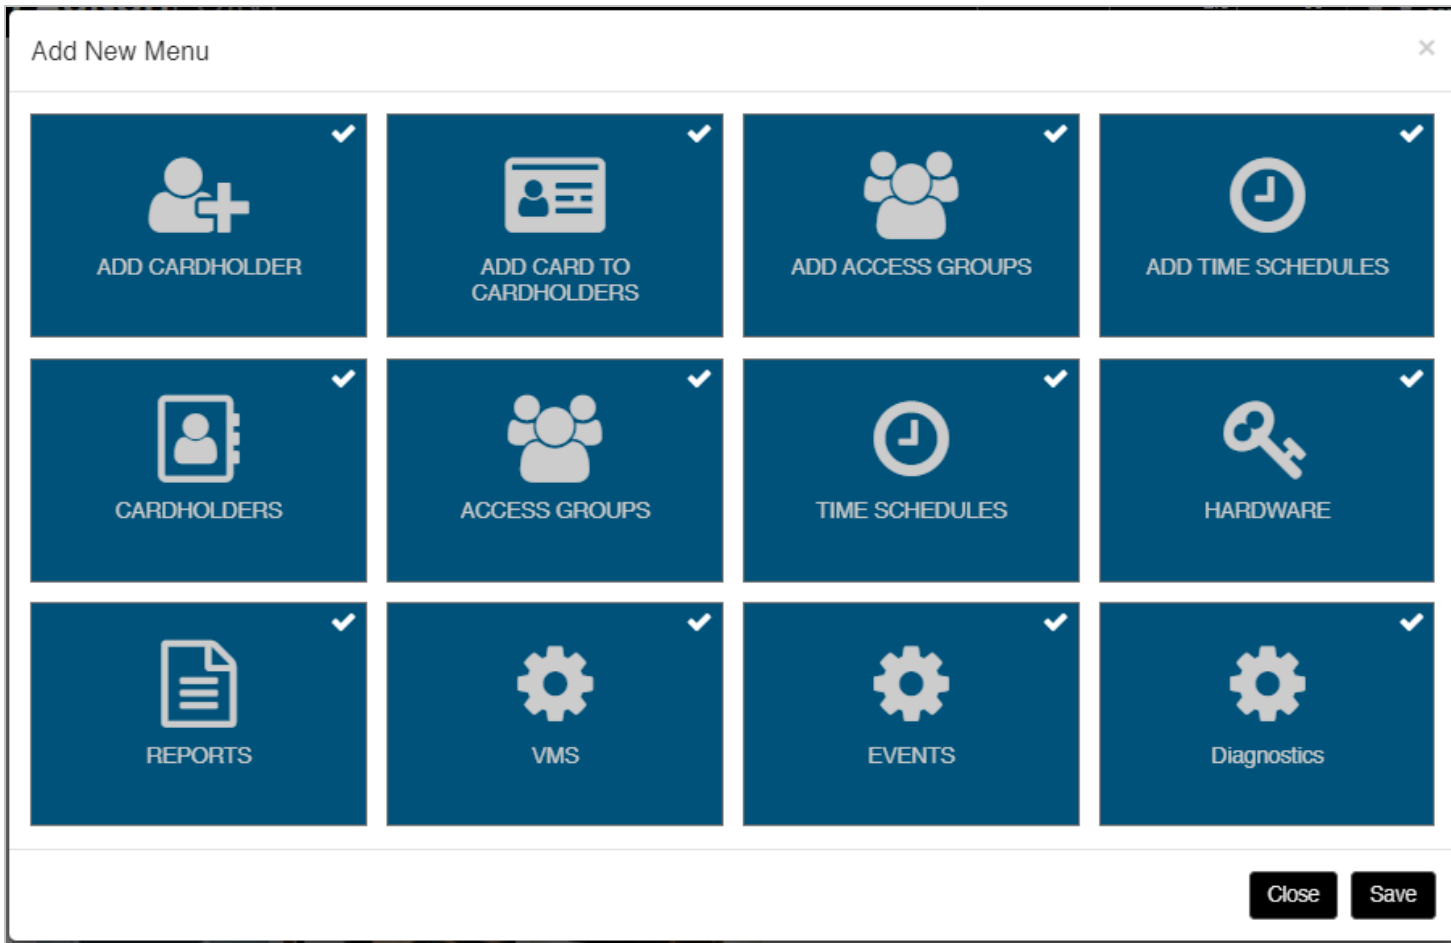 Add New Menu
×
ADD CARDHOLDER
ADD CARD TO
CARDHOLDERS
ADD ACCESS GROUPS
ADD TIME SCHEDULES
CARDHOLDERS
ACCESS GROUPS
TIME SCHEDULES
HARDWARE
REPORTS
VMS
EVENTS
Diagnostics
Close
Save